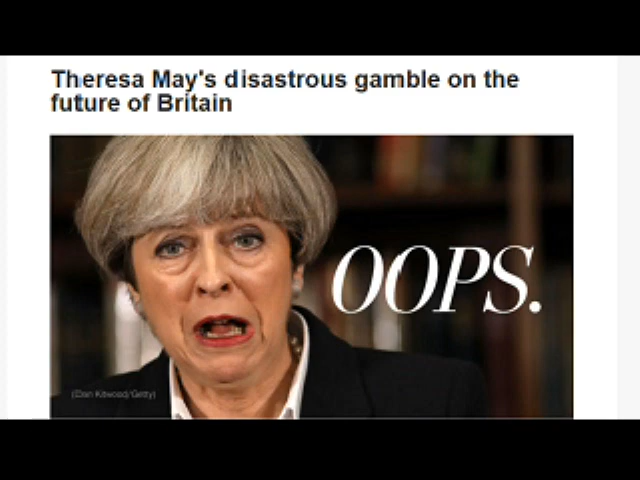 Theresa May's disastrous gamble on the
future of Britain
OOPS.
(Dan Kitwood/Getty)